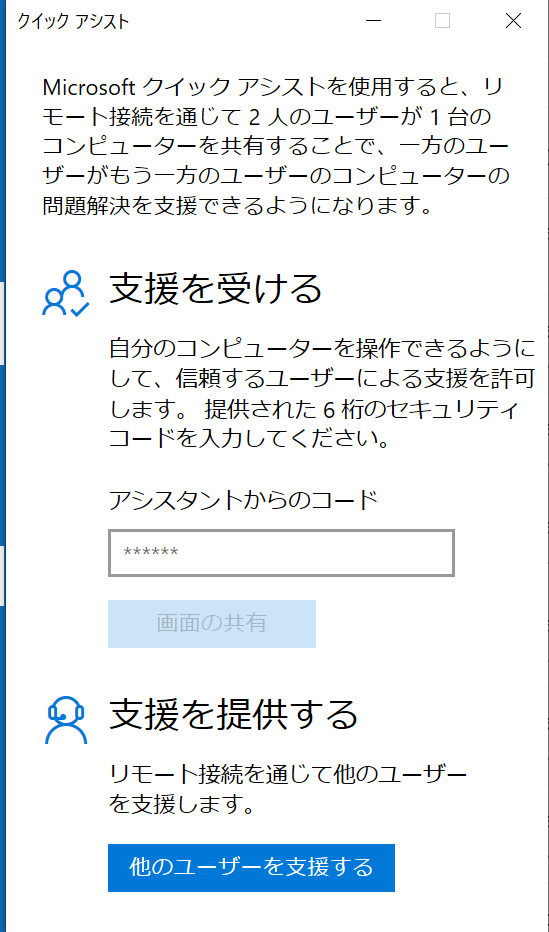 クイック アシスト
Microsoft クイック アシストを使用すると、リ
モート接続を通じて 2 人のユーザーが 1 台の
コンピューターを共有することで、一方のユー
ザーがもう一方のユーザーのコンピューターの
問題解決を支援できるようになります。
支援を受ける
自分のコンピューターを操作できるように
して、信頼するユーザーによる支援を許可
します。 提供された 6 桁のセキュリティ
コードを入力してください。
アシスタントからのコード
******
画面の共有
支援を提供する
リモート接続を通じて他のユーザー
を支援します。
他のユーザーを支援する